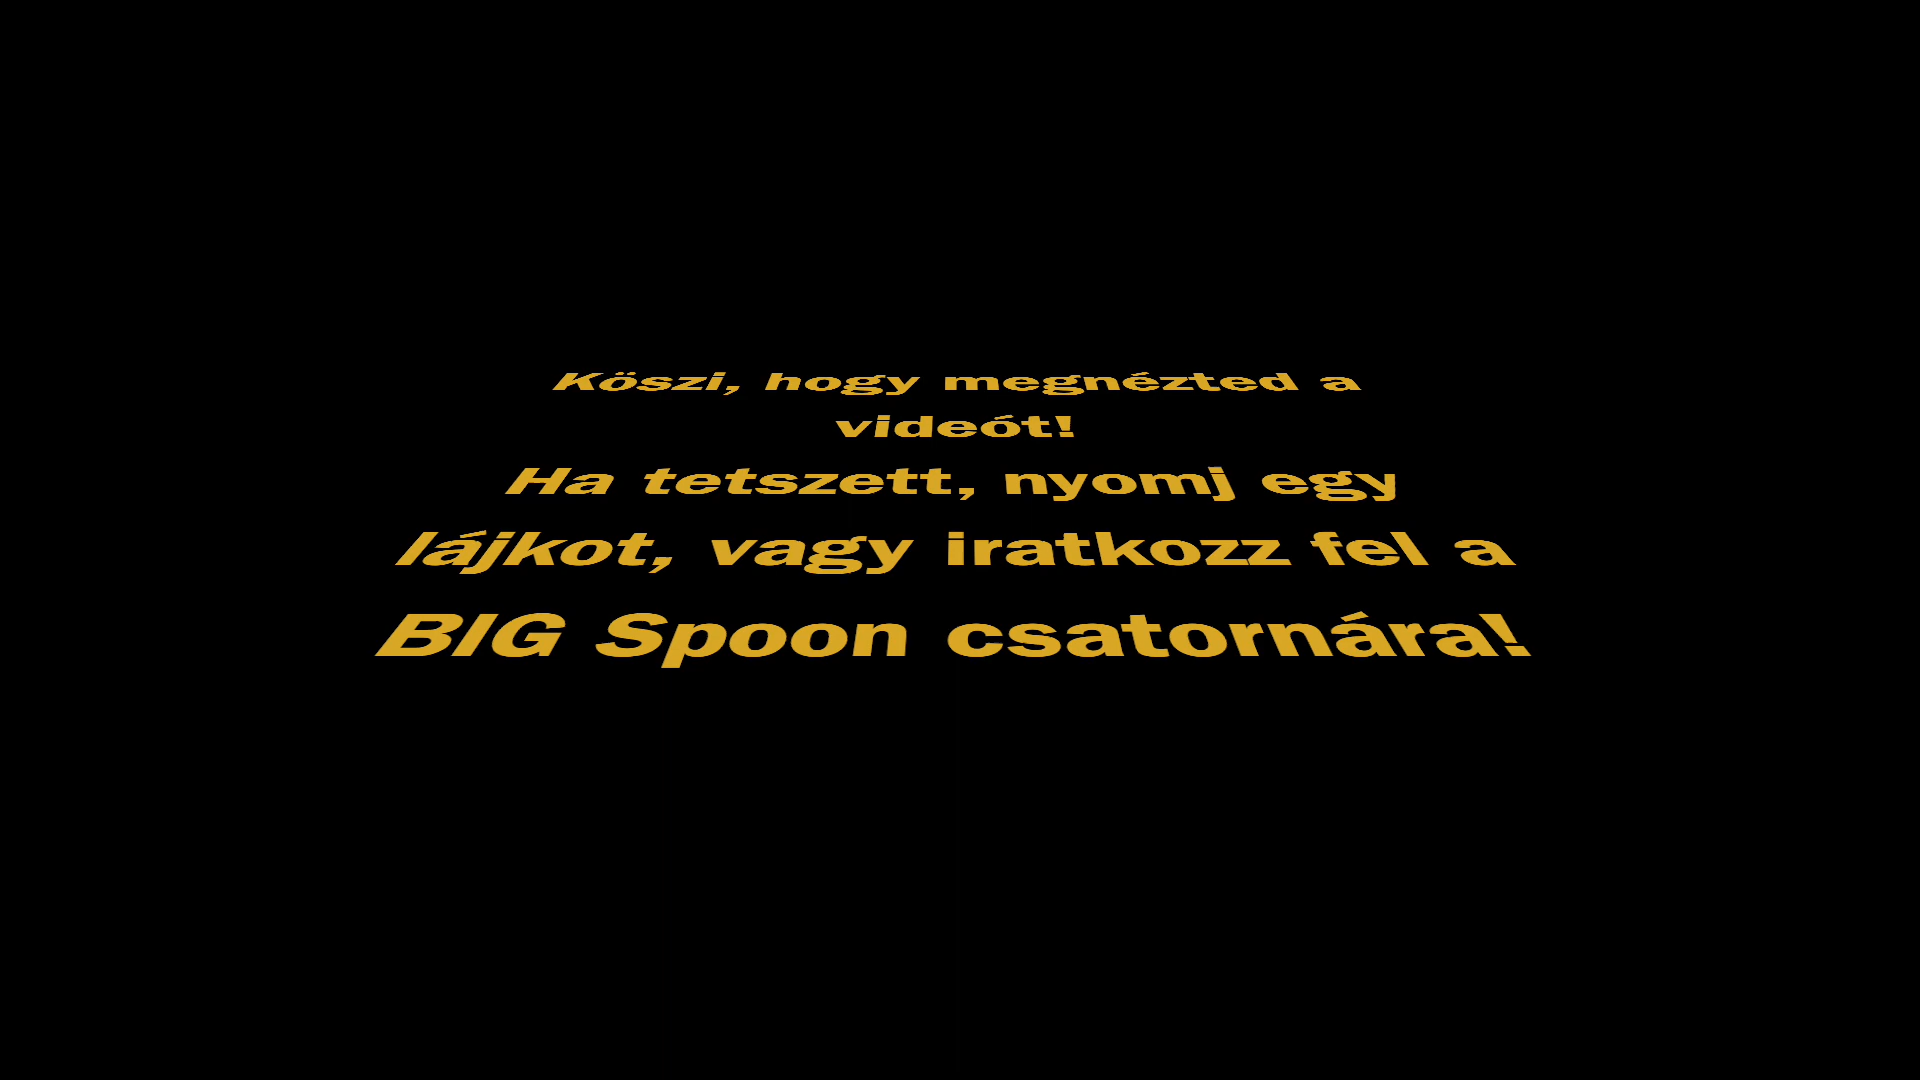 Köszi, hogy megnézted a
videót!
Ha tetszett, nyomj egy
lájkot, vagy iratkozz fel a
BIG Spoon csatornára!